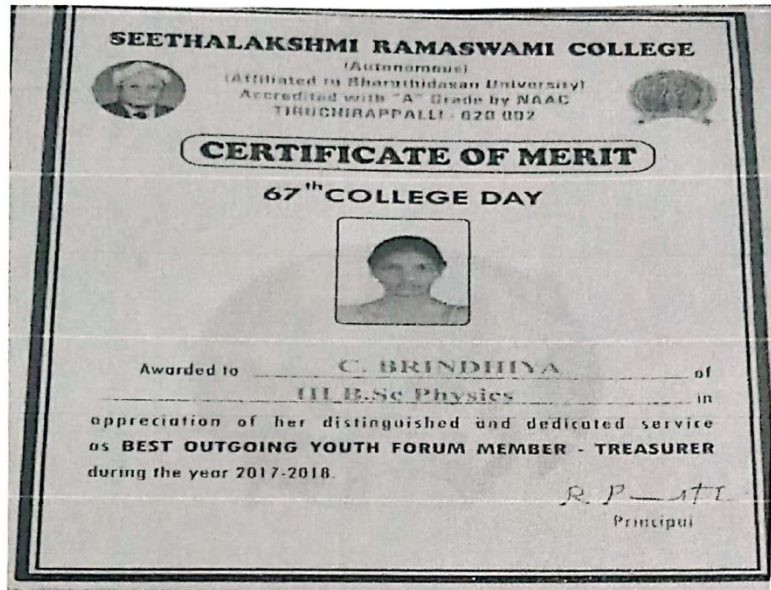 SEETHALAKSHMI RAMASWAMI COLLEGE
(Autonomous)
(Affiliated to Bharathidasan University)
Accredited with "A" Grade by NAAC
TIRUCHIRAPPALLI - 620 002
CERTIFICATE OF MERIT
67th COLLEGE DAY
Awarded to C. BRINDHIYA of
III B.Sc Physics in
appreciation of her distinguished and dedicated service
as BEST OUTGOING YOUTH FORUM MEMBER - TREASURER
during the year 2017-2018.
Principal